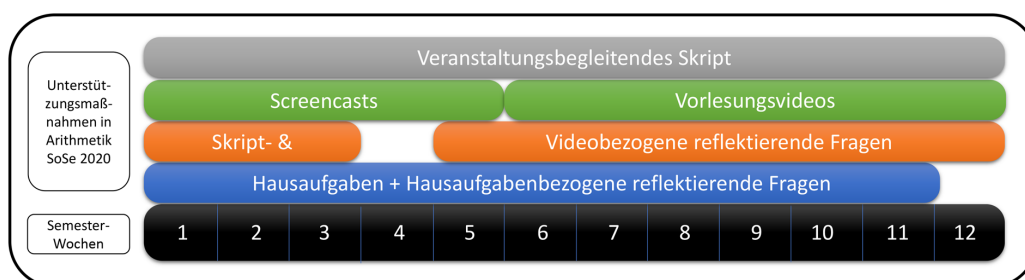 Unterstüt-
zungsmaß-
nahmen in
Arithmetik
SoSe 2020
Veranstaltungsbegleitendes Skript
Screencasts Vorlesungsvideos
Skript- & Videobezogene reflektierende Fragen
Hausaufgaben + Hausaufgabenbezogene reflektierende Fragen
Semester-
Wochen
1 2 3 4 5 6 7 8 9 10 11 12